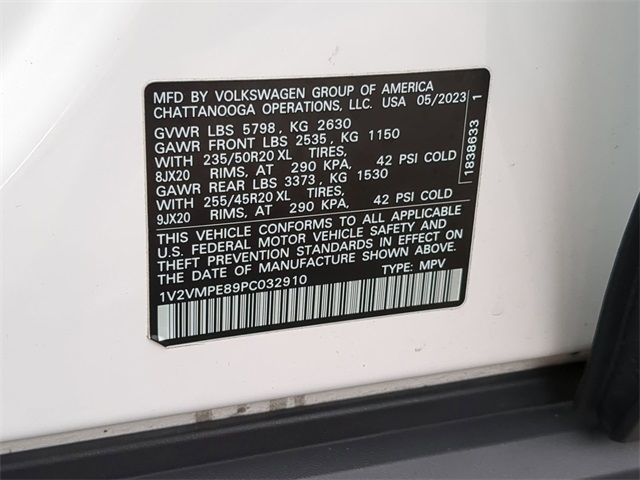 MFD BY VOLKSWAGEN GROUP OF AMERICA
CHATTANOOGA OPERATIONS, LLC. USA 05/2023
GVWR LBS 5798, KG 2630
GAWR FRONT LBS 2535, KG 1150
WITH 235/50R20 XL TIRES,
8JX20 RIMS, AT 290 KPA, 42 PSI COLD
GAWR REAR LBS 3373, KG 1530
WITH 255/45R20 XL TIRES,
9JX20 RIMS, AT 290 KPA, 42 PSI COLD
THIS VEHICLE CONFORMS TO ALL APPLICABLE
U.S. FEDERAL MOTOR VEHICLE SAFETY AND
THEFT PREVENTION STANDARDS IN EFFECT ON
THE DATE OF MANUFACTURE SHOWN ABOVE.
1V2VMPE89PC032910 TYPE: MPV
1838633 1